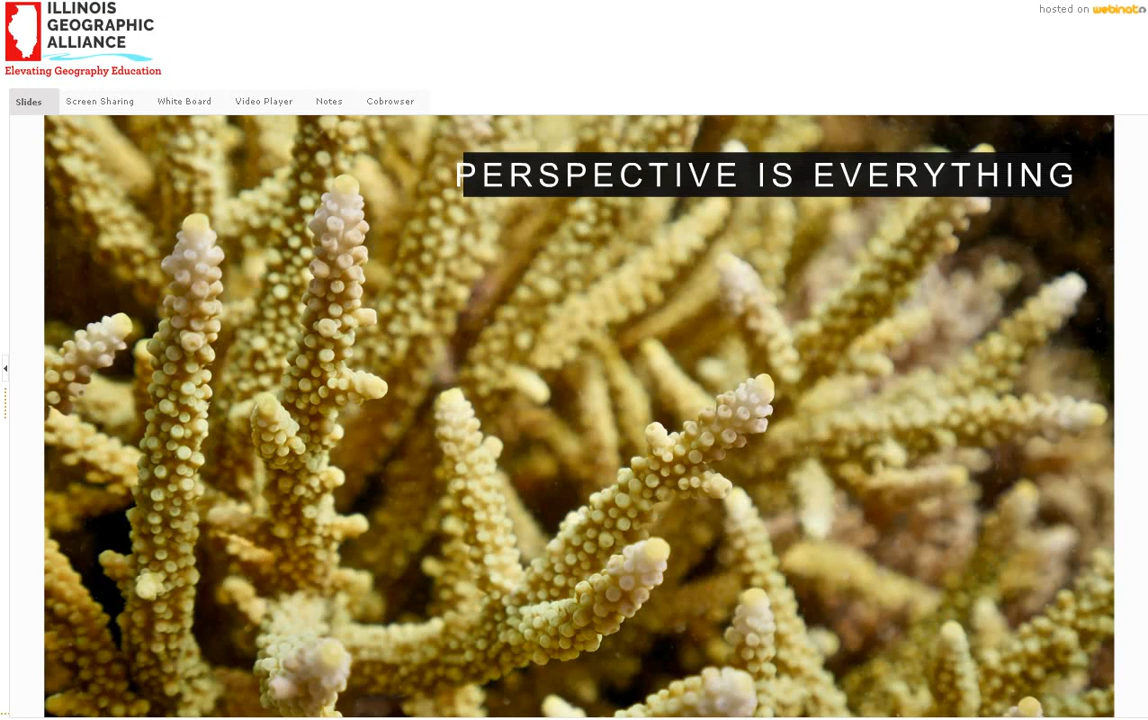 ILLINOIS
GEOGRAPHIC
ALLIANCE
Elevating Geography Education
hosted on webinato
Slides
Screen Sharing
White Board
Video Player
Notes
Cobrowser
PERSPECTIVE IS EVERYTHING